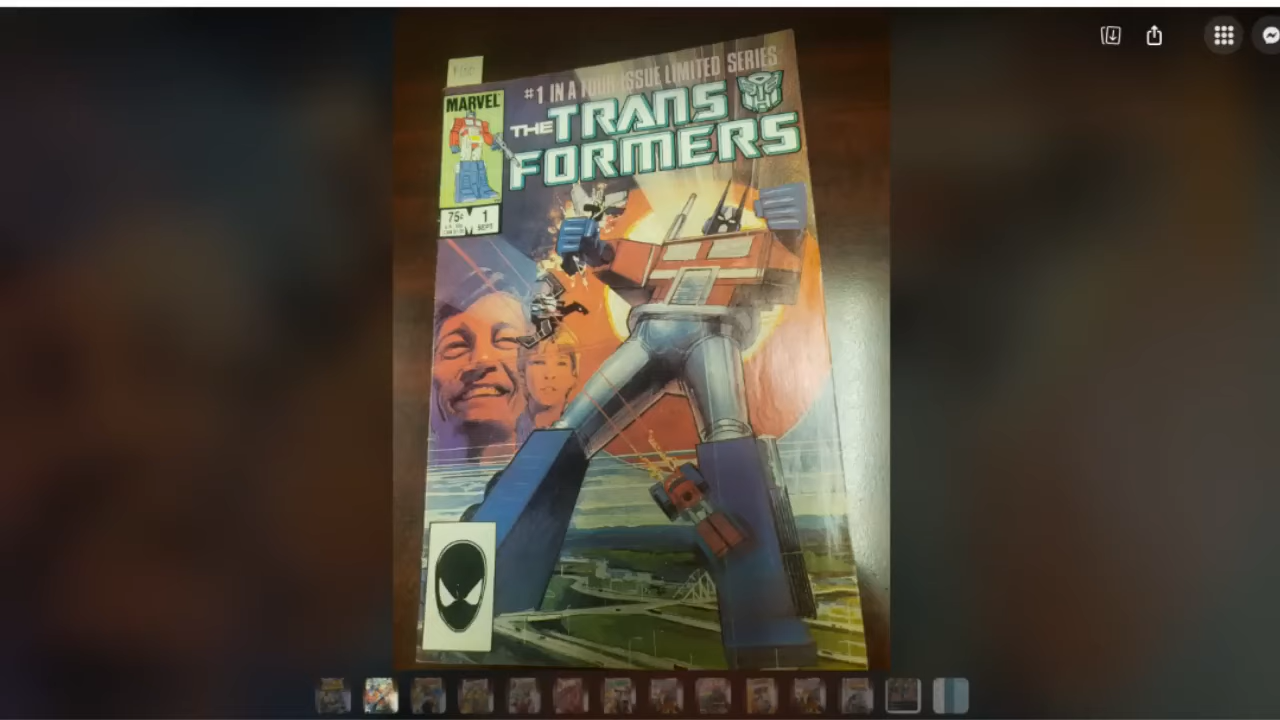 #1 IN A FOUR ISSUE LIMITED SERIES
MARVEL
THE TRANS
FORMERS
75¢
1
SEPT